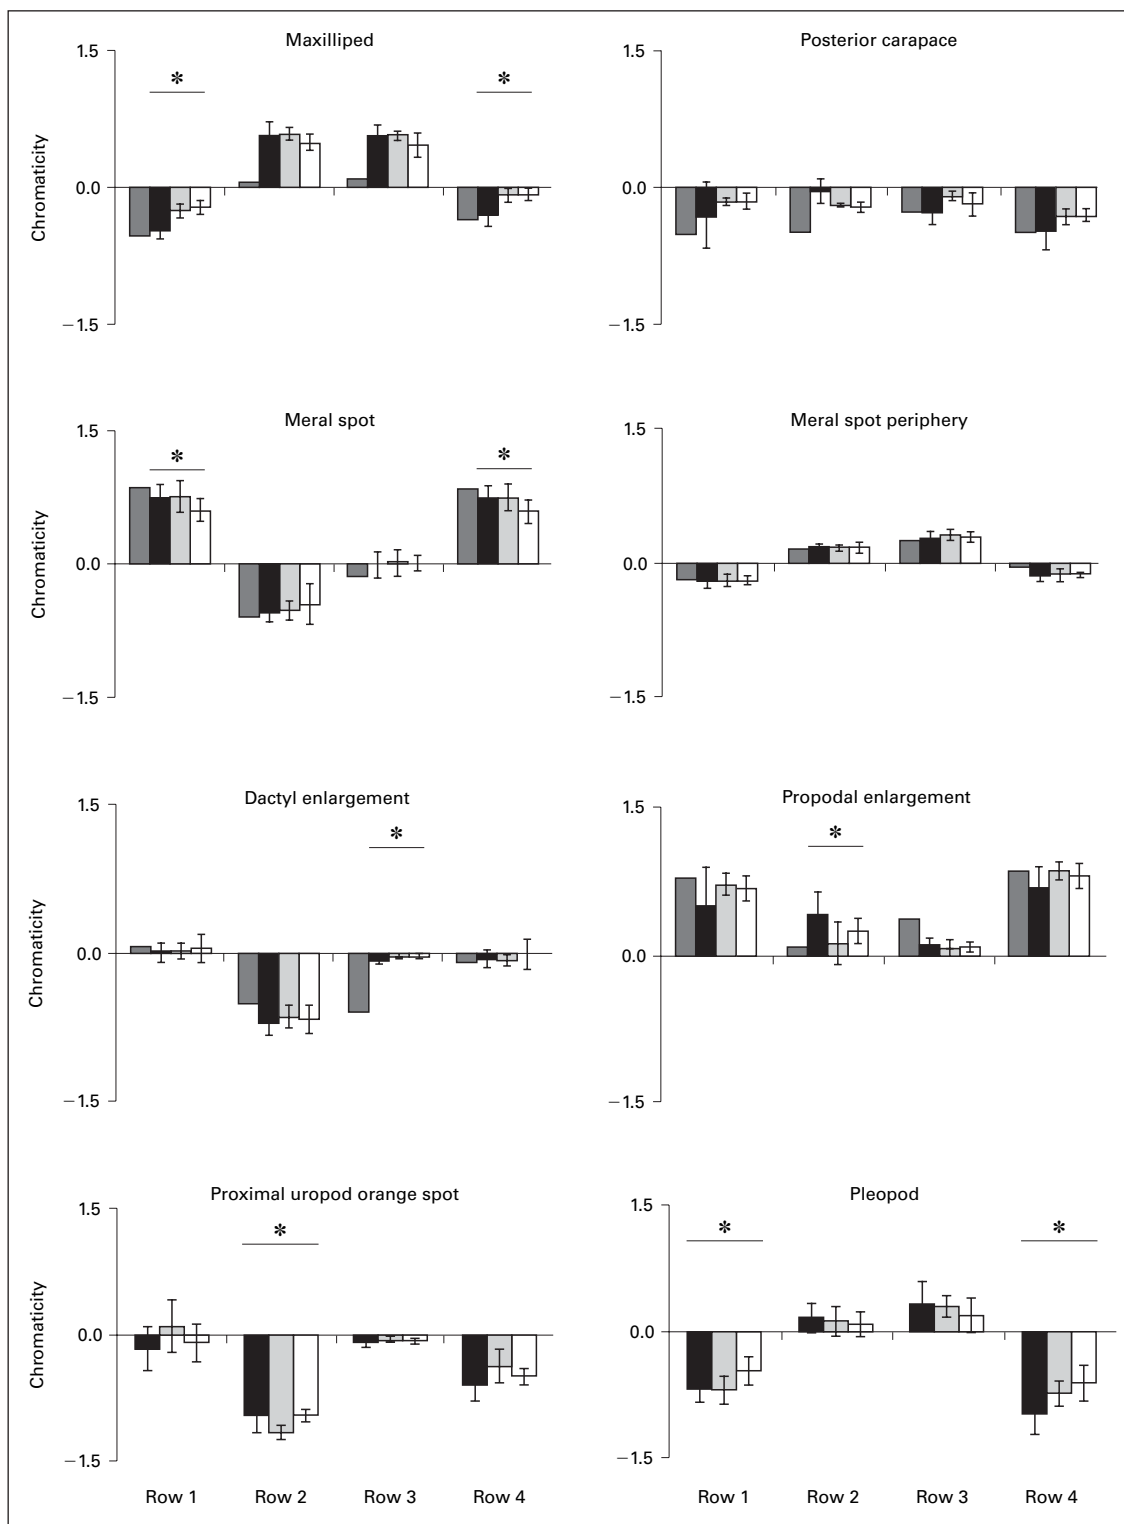 Maxilliped
Posterior carapace
1.5
*
*
1.5
Chromaticity
0.0
0.0
−1.5
−1.5
Meral spot
Meral spot periphery
1.5
*
*
1.5
Chromaticity
0.0
0.0
−1.5
−1.5
Dactyl enlargement
Propodal enlargement
1.5
*
1.5
*
Chromaticity
0.0
0.0
−1.5
−1.5
Proximal uropod orange spot
Pleopod
1.5
*
1.5
*
*
Chromaticity
0.0
0.0
−1.5
−1.5
Row 1 Row 2 Row 3 Row 4
Row 1 Row 2 Row 3 Row 4